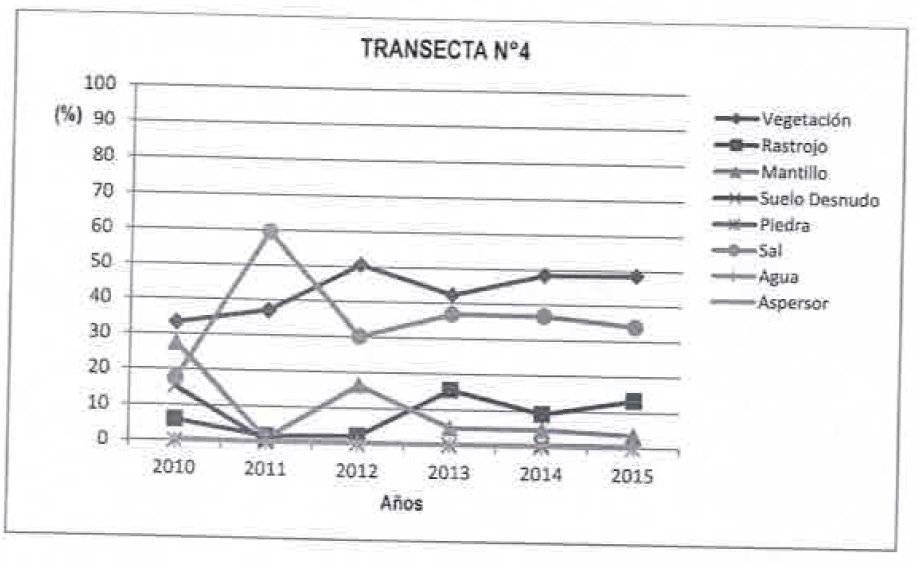 TRANSECTA N°4
(%)
100
90
80
70
60
50
40
30
20
10
0
2010 2011 2012 2013 2014 2015
Años
Vegetación
Rastrojo
Mantillo
Suelo Desnudo
Piedra
Sal
Agua
Aspersor